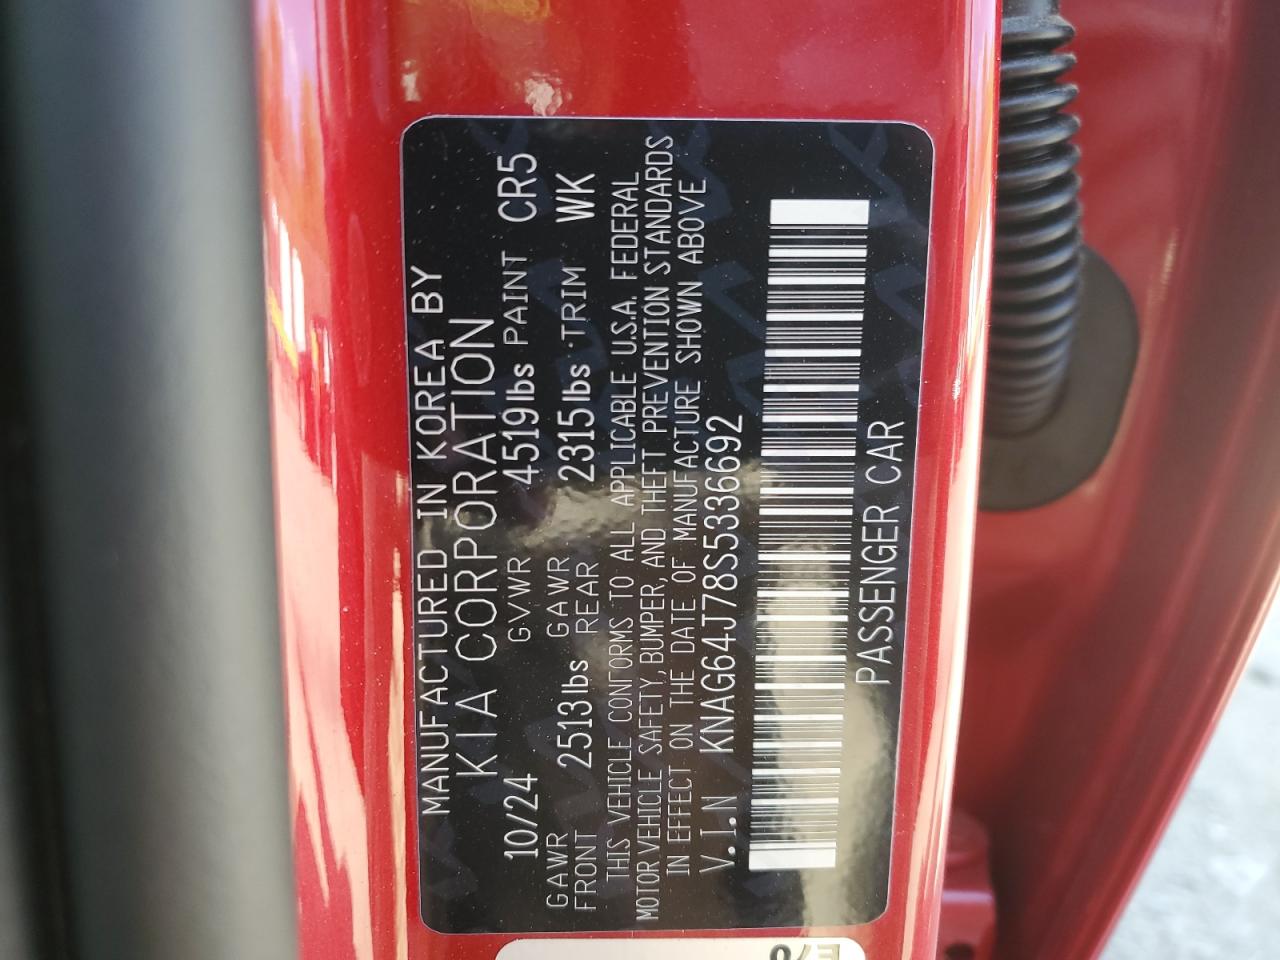 MANUFACTURED IN KOREA BY
KIA CORPORATION
10/24 GVWR 4519lbs PAINT CR5
GAWR FRONT 2513lbs GAWR REAR 2315lbs TRIM WK
THIS VEHICLE CONFORMS TO ALL APPLICABLE U.S.A. FEDERAL
MOTOR VEHICLE SAFETY, BUMPER, AND THEFT PREVENTION STANDARDS
IN EFFECT ON THE DATE OF MANUFACTURE SHOWN ABOVE
V.I.N KNAG64J78S5336692
PASSENGER CAR